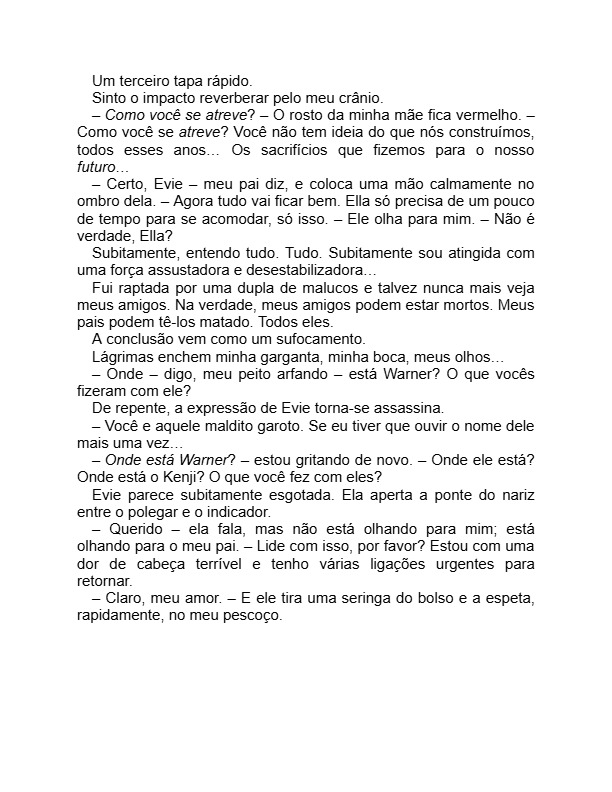 Um terceiro tapa rápido.
Sinto o impacto reverberar pelo meu crânio.
– Como você se atreve? – O rosto da minha mãe fica vermelho. –
Como você se atreve? Você não tem ideia do que nós construímos,
todos esses anos… Os sacrifícios que fizemos para o nosso
futuro…
– Certo, Evie – meu pai diz, e coloca uma mão calmamente no
ombro dela. – Agora tudo vai ficar bem. Ella só precisa de um pouco
de tempo para se acomodar, só isso. – Ele olha para mim. – Não é
verdade, Ella?
Subitamente, entendo tudo. Tudo. Subitamente sou atingida com
uma força assustadora e desestabilizadora…
Fui raptada por uma dupla de malucos e talvez nunca mais veja
meus amigos. Na verdade, meus amigos podem estar mortos. Meus
pais podem tê-los matado. Todos eles.
A conclusão vem como um sufocamento.
Lágrimas enchem minha garganta, minha boca, meus olhos…
– Onde – digo, meu peito arfando – está Warner? O que vocês
fizeram com ele?
De repente, a expressão de Evie torna-se assassina.
– Você e aquele maldito garoto. Se eu tiver que ouvir o nome dele
mais uma vez…
– Onde está Warner? – estou gritando de novo. – Onde ele está?
Onde está o Kenji? O que você fez com eles?
Evie parece subitamente esgotada. Ela aperta a ponte do nariz
entre o polegar e o indicador.
– Querido – ela fala, mas não está olhando para mim; está
olhando para o meu pai. – Lide com isso, por favor? Estou com uma
dor de cabeça terrível e tenho várias ligações urgentes para
retornar.
– Claro, meu amor. – E ele tira uma seringa do bolso e a espeta,
rapidamente, no meu pescoço.